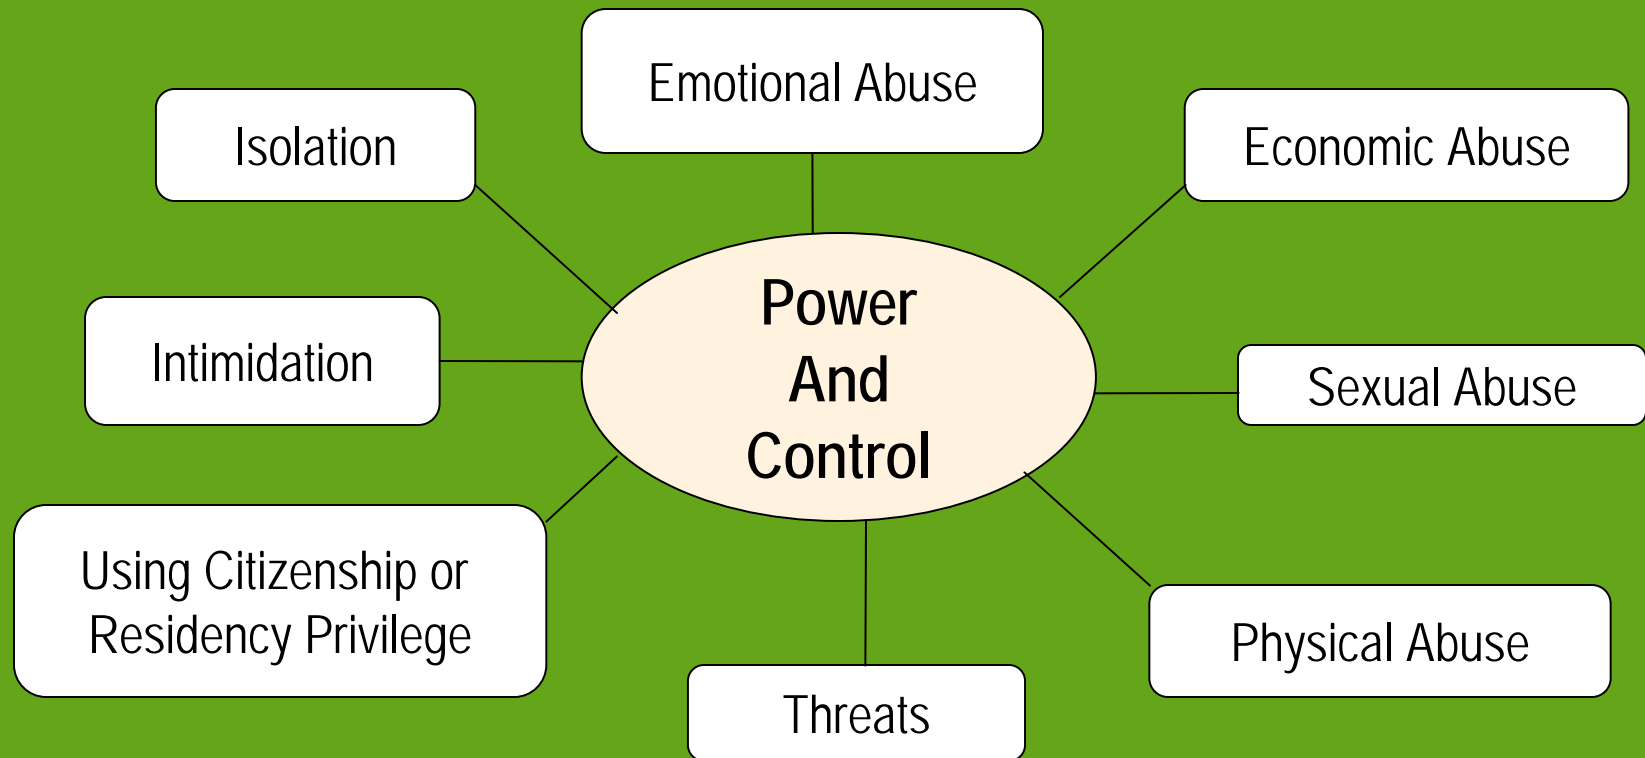 Emotional Abuse
Isolation
Economic Abuse
Power
And
Control
Intimidation
Sexual Abuse
Using Citizenship or
Residency Privilege
Physical Abuse
Threats